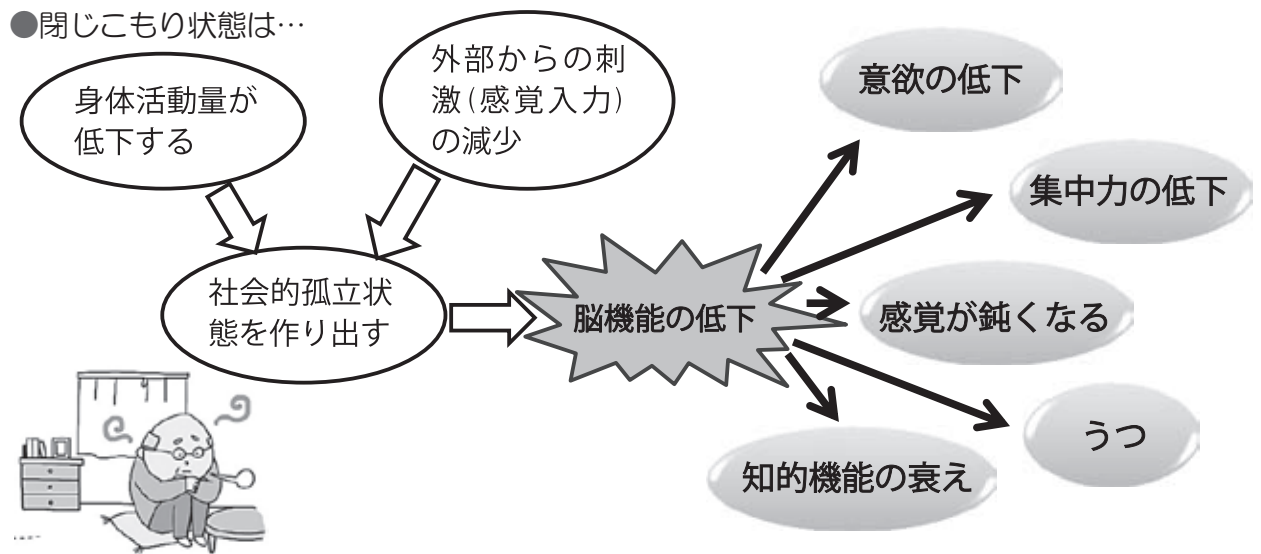 ●閉じこもり状態は…
身体活動量が
低下する
外部からの刺
激(感覚入力)
の減少
社会的孤立状
態を作り出す
脳機能の低下
意欲の低下
集中力の低下
感覚が鈍くなる
うつ
知的機能の衰え